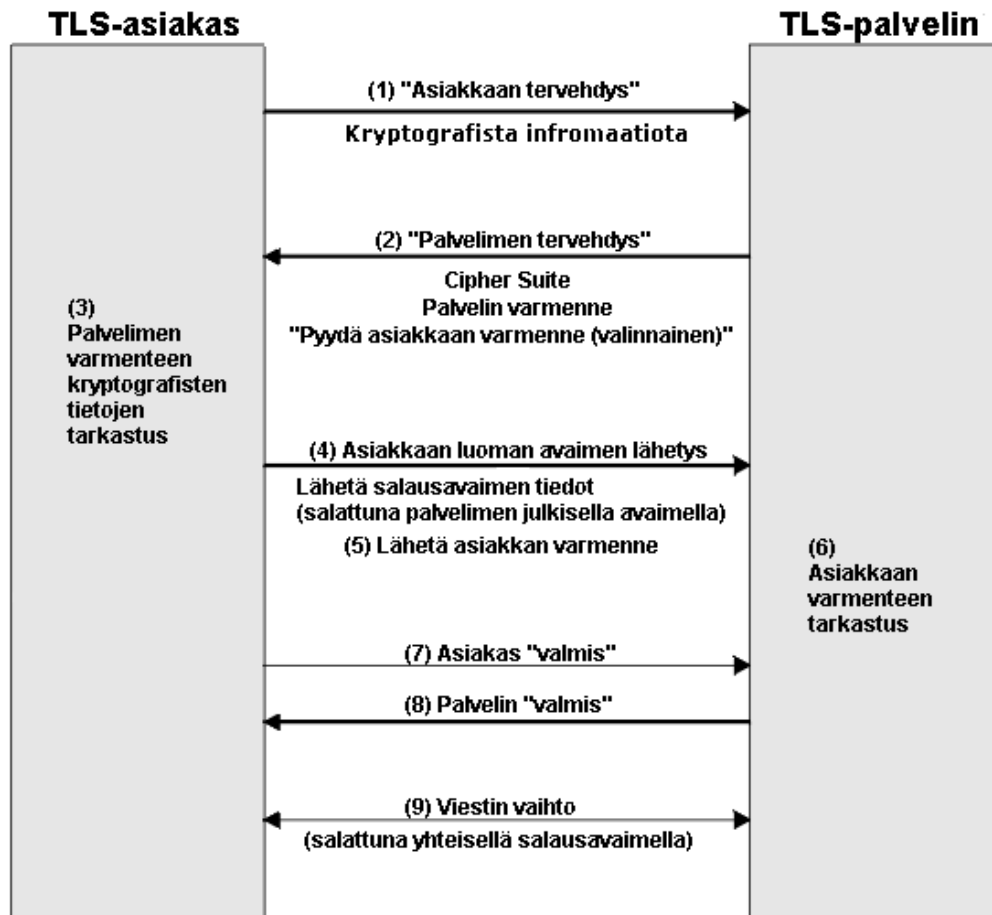 TLS-asiakas
TLS-palvelin
(1) "Asiakkaan tervehdys"
Kryptografista infromaatiota
(2) "Palvelimen tervehdys"
Cipher Suite
Palvelin varmenne
"Pyydä asiakkaan varmenne (valinnainen)"
(3)
Palvelimen
varmenteen
kryptografisten
tietojen
tarkastus
(4) Asiakkaan luoman avaimen lähetys
Lähetä salausavaimen tiedot
(salattuna palvelimen julkisella avaimella)
(5) Lähetä asiakkan varmenne
(6)
Asiakkaan
varmenteen
tarkastus
(7) Asiakas "valmis"
(8) Palvelin "valmis"
(9) Viestin vaihto
(salattuna yhteisellä salausavaimella)